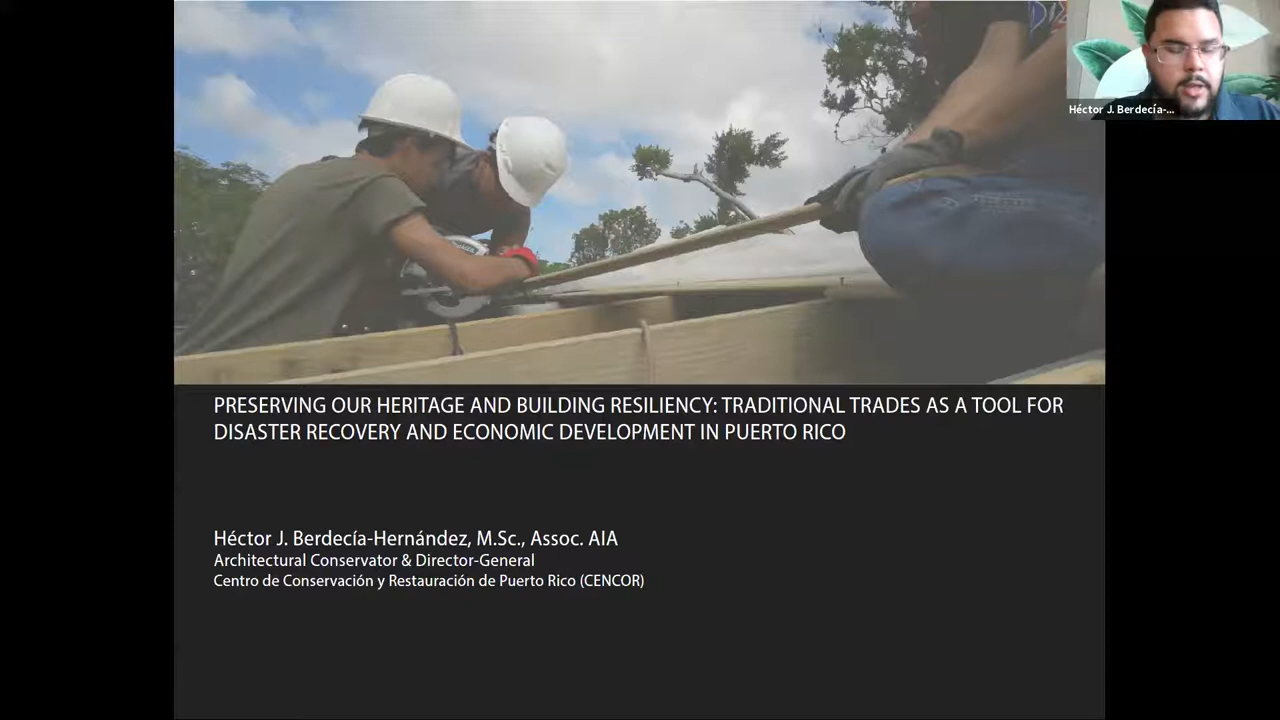 Héctor J. Berdecía-...
PRESERVING OUR HERITAGE AND BUILDING RESILIENCY: TRADITIONAL TRADES AS A TOOL FOR
DISASTER RECOVERY AND ECONOMIC DEVELOPMENT IN PUERTO RICO
Héctor J. Berdecía-Hernández, M.Sc., Assoc. AIA
Architectural Conservator & Director-General
Centro de Conservación y Restauración de Puerto Rico (CENCOR)